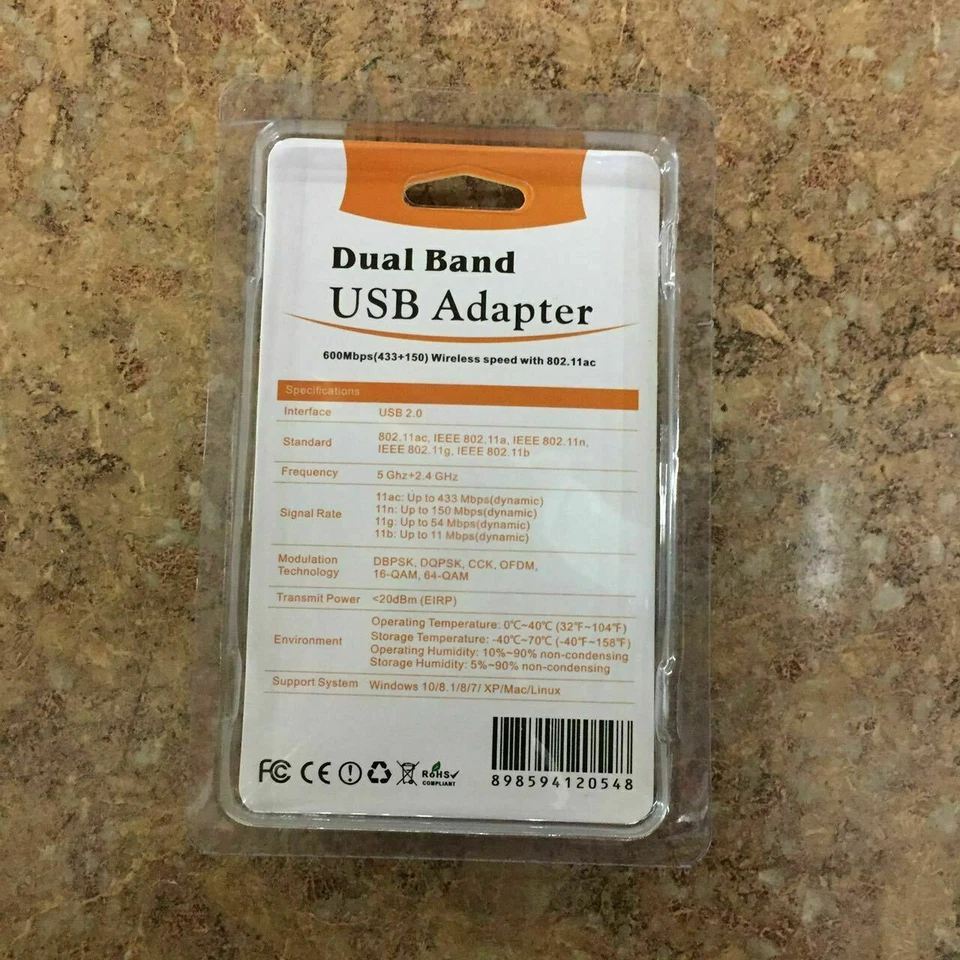 Dual Band
USB Adapter
600Mbps(433+150) Wireless speed with 802.11ac
Specifications
Interface USB 2.0
Standard 802.11ac, IEEE 802.11a, IEEE 802.11n,
IEEE 802.11g, IEEE 802.11b
Frequency 5 Ghz+2.4 GHz
Signal Rate 11ac: Up to 433 Mbps(dynamic)
11n: Up to 150 Mbps(dynamic)
11g: Up to 54 Mbps(dynamic)
11b: Up to 11 Mbps(dynamic)
Modulation Technology DBPSK, DQPSK, CCK, OFDM,
16-QAM, 64-QAM
Transmit Power <20dBm (EIRP)
Environment Operating Temperature: 0℃~40℃ (32℉~104℉)
Storage Temperature: -40℃~70℃ (-40℉~158℉)
Operating Humidity: 10%~90% non-condensing
Storage Humidity: 5%~90% non-condensing
Support System Windows 10/8.1/8/7/ XP/Mac/Linux
FC CE RoHS
COMPLIANT
898594120548